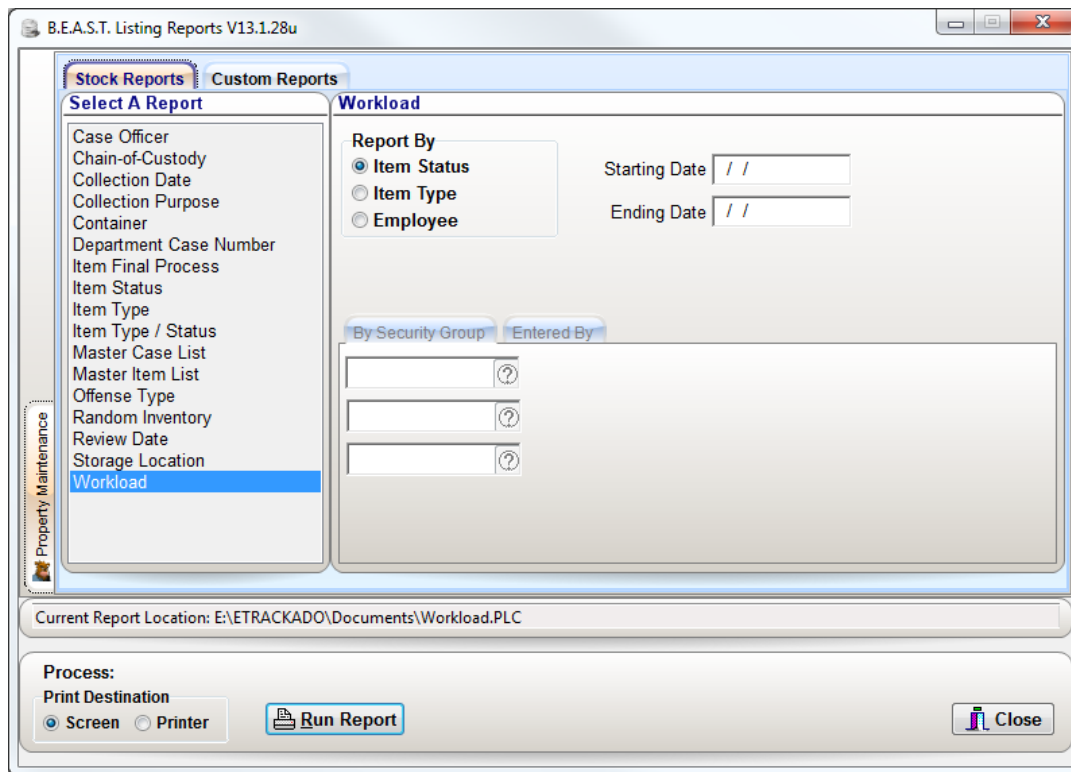 B.E.A.S.T. Listing Reports V13.1.28u
Stock Reports
Custom Reports
Select A Report
Case Officer
Chain-of-Custody
Collection Date
Collection Purpose
Container
Department Case Number
Item Final Process
Item Status
Item Type
Item Type / Status
Master Case List
Master Item List
Offense Type
Random Inventory
Review Date
Storage Location
Workload
Property Maintenance
Workload
Report By
Item Status
Item Type
Employee
Starting Date / /
Ending Date / /
By Security Group
Entered By
?
?
?
Current Report Location: E:\ETRACKADO\Documents\Workload.PLC
Process:
Print Destination
Screen
Printer
Run Report
Close